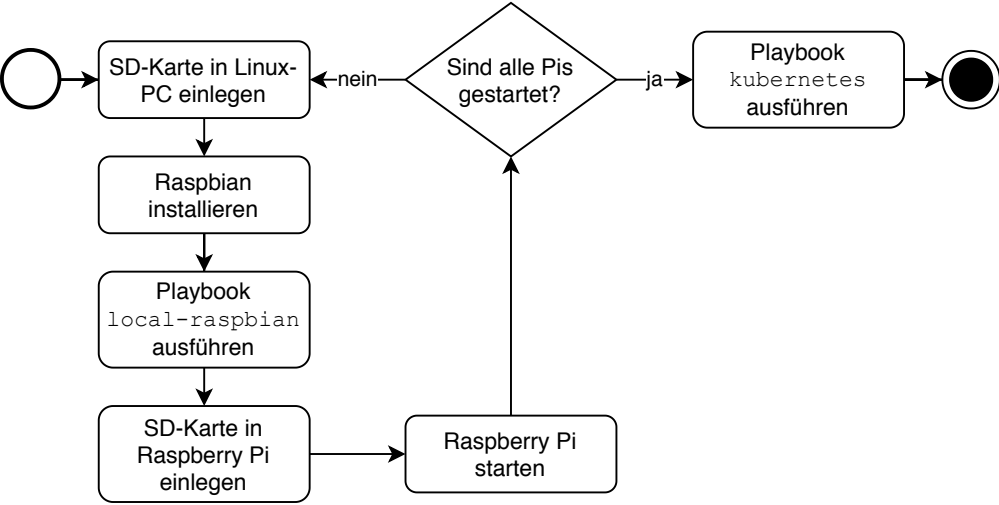 SD-Karte in Linux-
PC einlegen
nein
Sind alle Pis
gestartet?
ja
Playbook
kubernetes
ausführen
Raspbian
installieren
Playbook
local-raspbian
ausführen
SD-Karte in
Raspberry Pi
einlegen
Raspberry Pi
starten